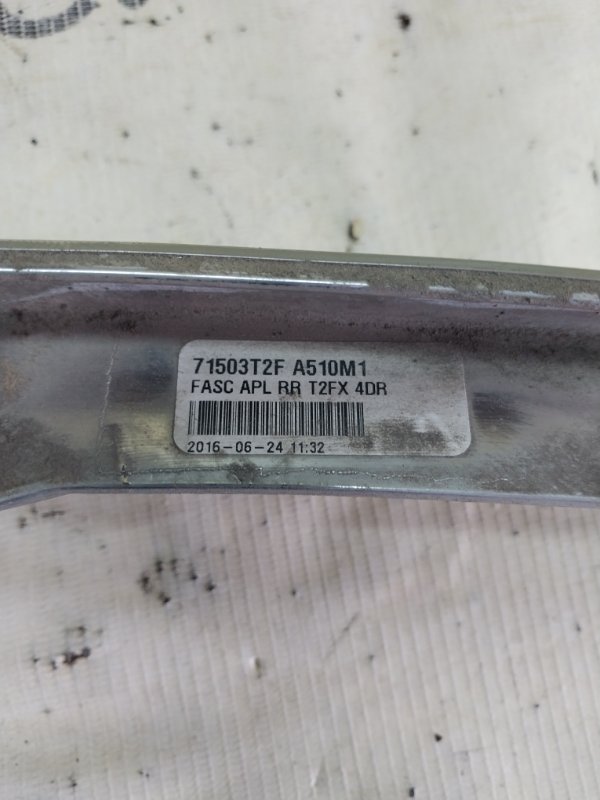 71503T2F A510M1
FASC APL RR T2FX 4DR
2016-06-24 11:32